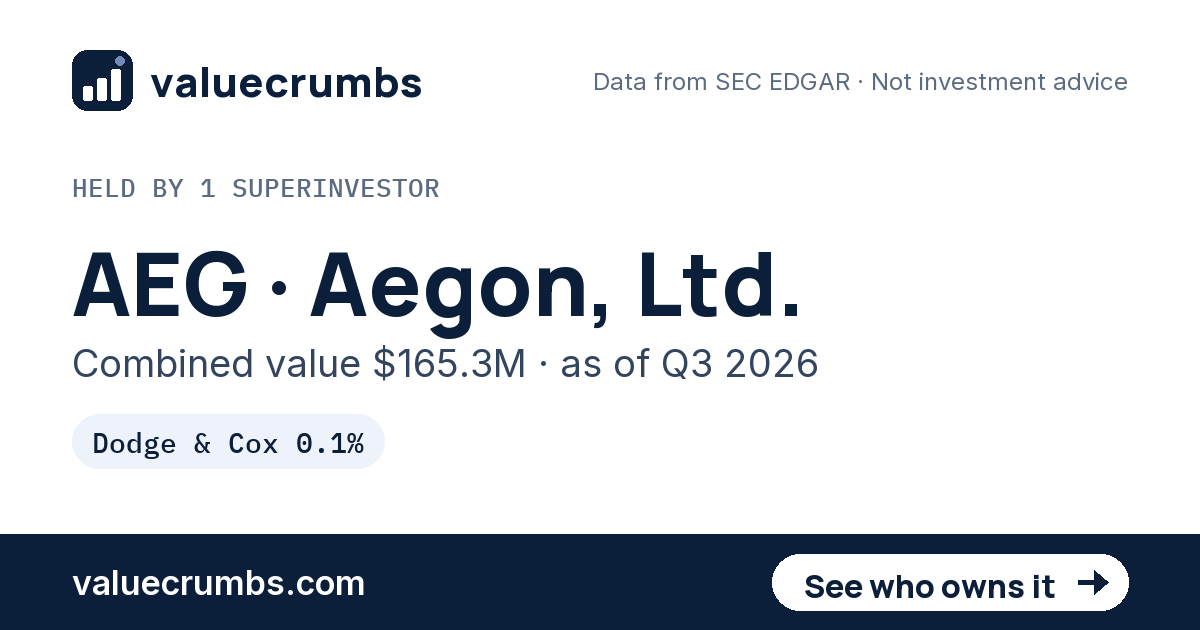 valuecrumbs
Data from SEC EDGAR · Not investment advice
HELD BY 1 SUPERINVESTOR
AEG · Aegon, Ltd.
Combined value $165.3M · as of Q3 2026
Dodge & Cox 0.1%
valuecrumbs.com
See who owns it →